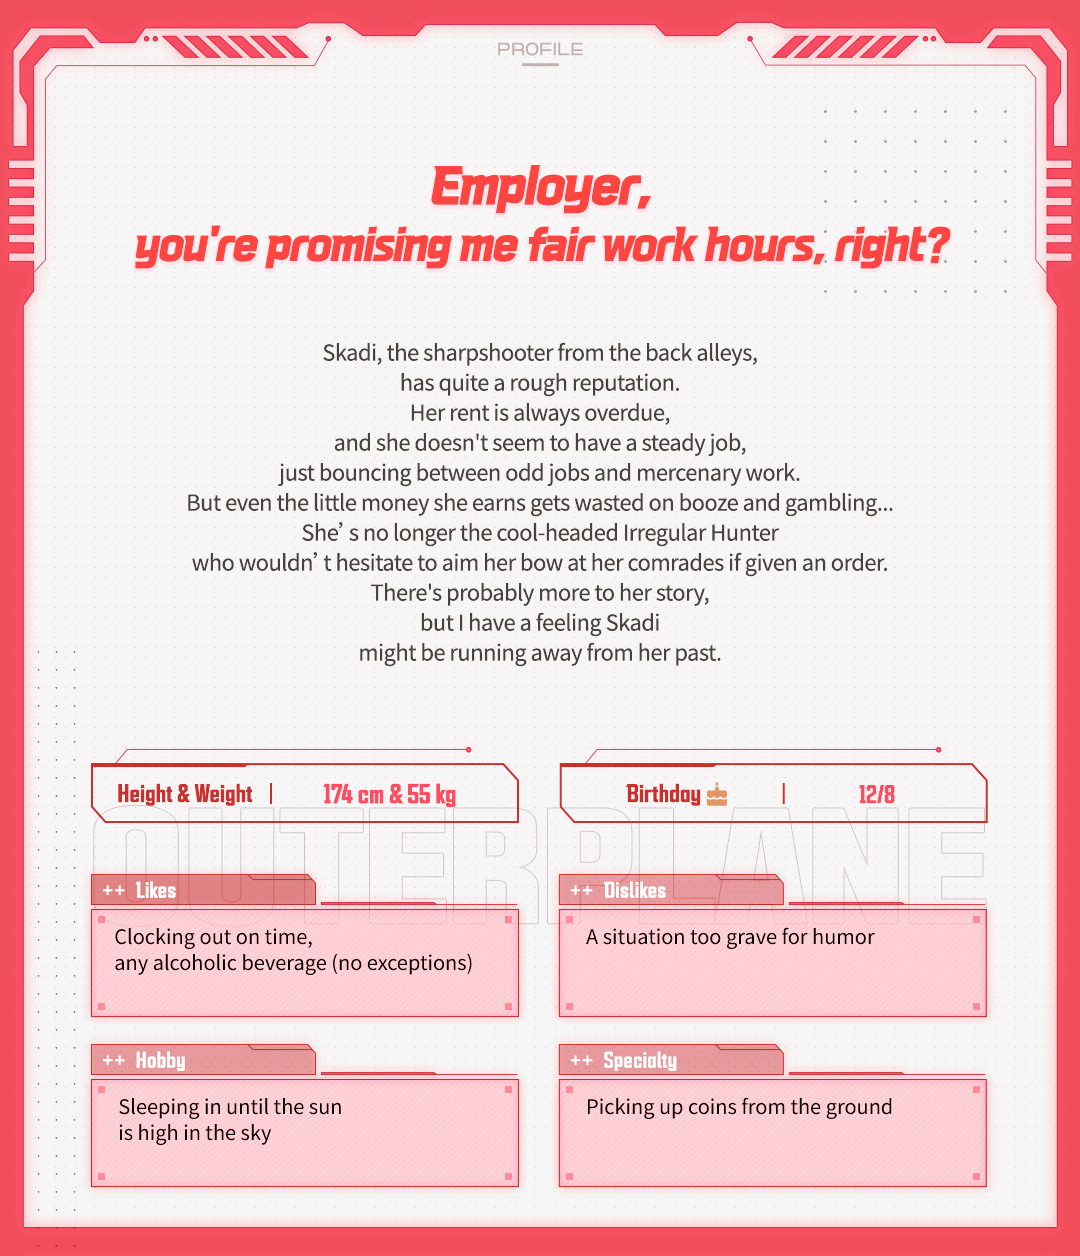 PROFILE
Employer,
you're promising me fair work hours, right?
Skadi, the sharpshooter from the back alleys,
has quite a rough reputation.
Her rent is always overdue,
and she doesn't seem to have a steady job,
just bouncing between odd jobs and mercenary work.
But even the little money she earns gets wasted on booze and gambling...
She’ s no longer the cool-headed Irregular Hunter
who wouldn’ t hesitate to aim her bow at her comrades if given an order.
There's probably more to her story,
but I have a feeling Skadi
might be running away from her past.
Height & Weight | 174 cm & 55 kg
Birthday 🎂 | 12/8
OUTERPLANE
++ Likes
Clocking out on time,
any alcoholic beverage (no exceptions)
++ Dislikes
A situation too grave for humor
++ Hobby
Sleeping in until the sun
is high in the sky
++ Specialty
Picking up coins from the ground